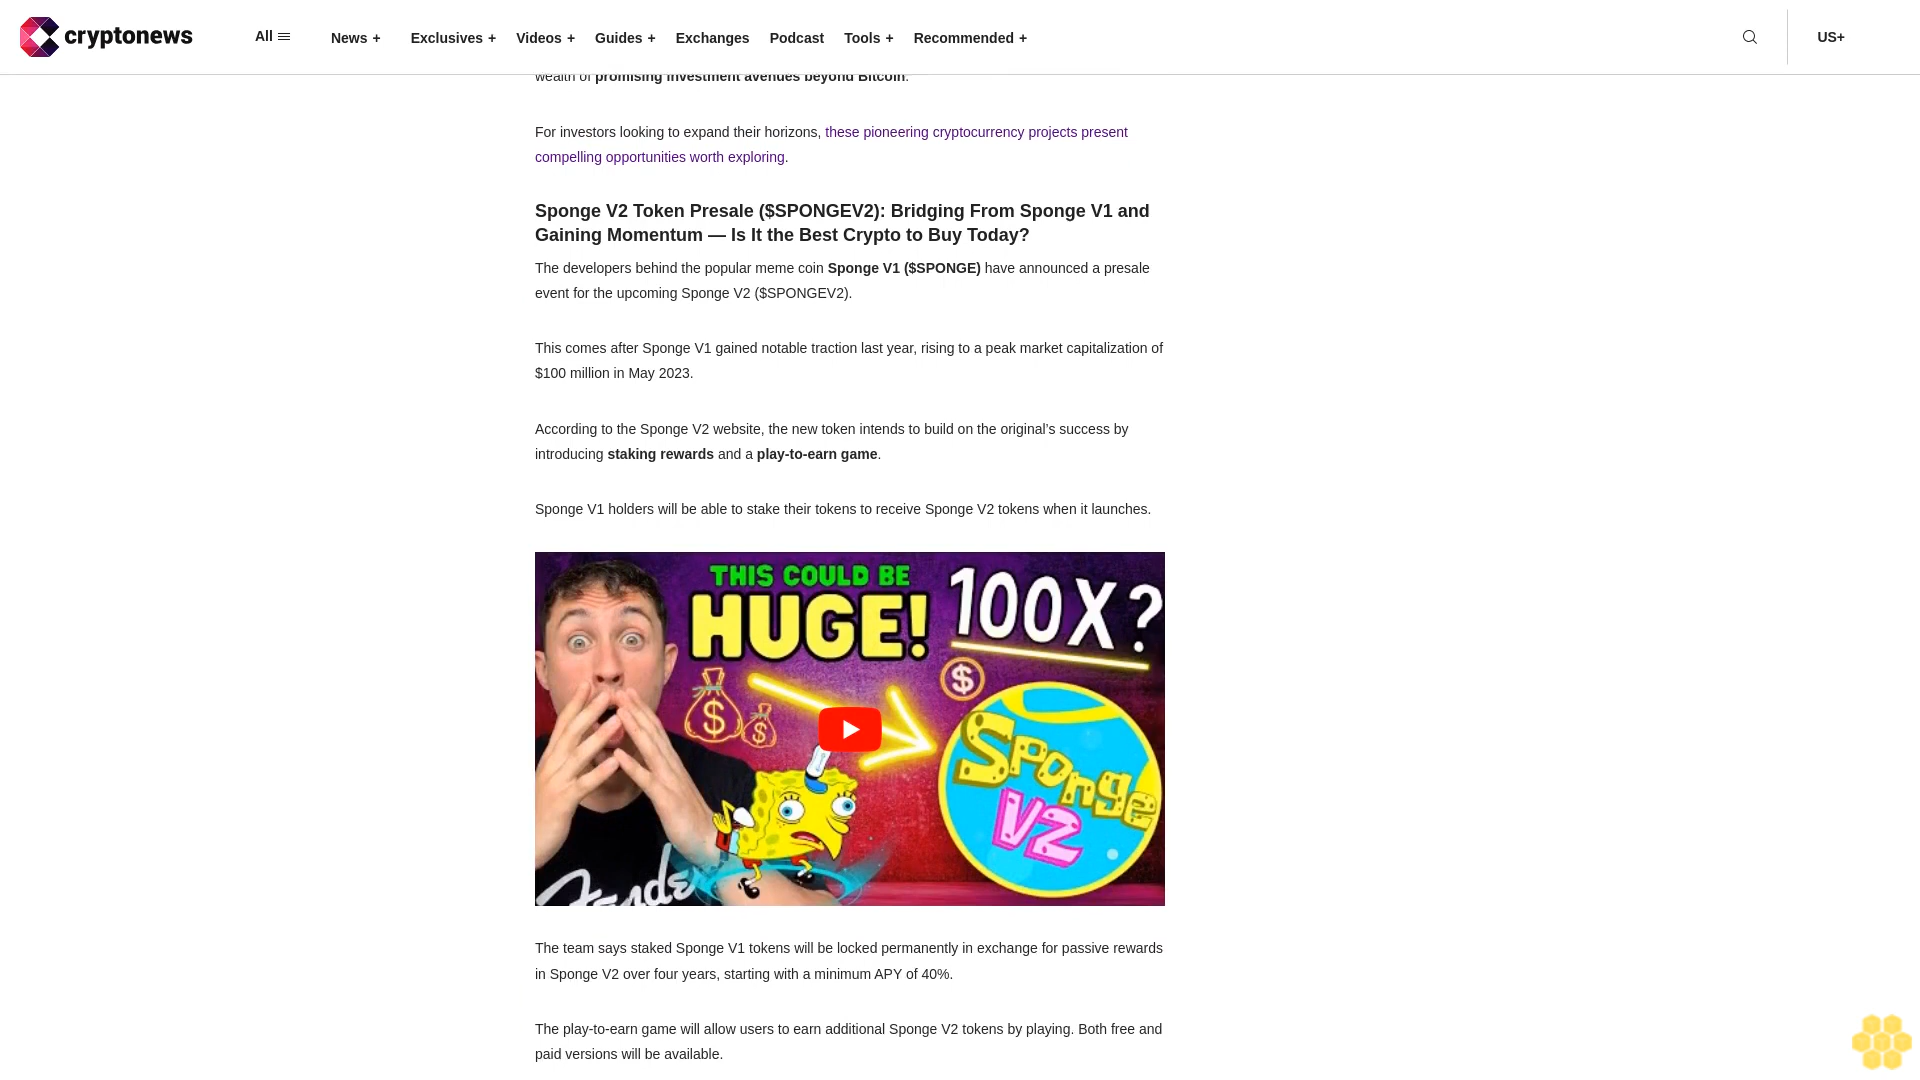 cryptonews
All
News +
Exclusives +
Videos +
Guides +
Exchanges
Podcast
Tools +
Recommended +
US+
wealth of promising investment avenues beyond Bitcoin.
For investors looking to expand their horizons, these pioneering cryptocurrency projects present
compelling opportunities worth exploring.
Sponge V2 Token Presale ($SPONGEV2): Bridging From Sponge V1 and
Gaining Momentum — Is It the Best Crypto to Buy Today?
The developers behind the popular meme coin Sponge V1 ($SPONGE) have announced a presale
event for the upcoming Sponge V2 ($SPONGEV2).
This comes after Sponge V1 gained notable traction last year, rising to a peak market capitalization of
$100 million in May 2023.
According to the Sponge V2 website, the new token intends to build on the original’s success by
introducing staking rewards and a play-to-earn game.
Sponge V1 holders will be able to stake their tokens to receive Sponge V2 tokens when it launches.
THIS COULD BE
HUGE!
100X?
$
$
$
Sponge
V2
Fender
The team says staked Sponge V1 tokens will be locked permanently in exchange for passive rewards
in Sponge V2 over four years, starting with a minimum APY of 40%.
The play-to-earn game will allow users to earn additional Sponge V2 tokens by playing. Both free and
paid versions will be available.